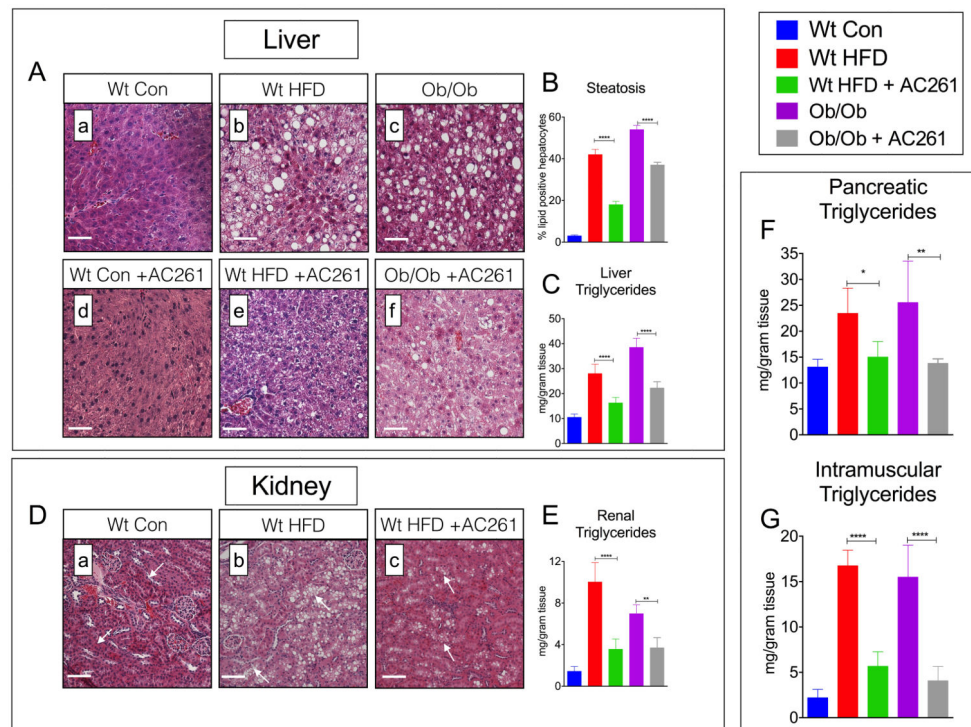 Liver
A
Wt Con
Wt HFD
Ob/Ob
a
b
c
Wt Con +AC261
Wt HFD +AC261
Ob/Ob +AC261
d
e
f
B
Steatosis
% lipid positive hepatocytes
60
40
20
0
****
****
C
Liver
Triglycerides
mg/gram tissue
50
40
30
20
10
0
****
****
Kidney
D
Wt Con
Wt HFD
Wt HFD +AC261
a
b
c
E
Renal
Triglycerides
mg/gram tissue
12
8
4
0
****
**
Wt Con
Wt HFD
Wt HFD + AC261
Ob/Ob
Ob/Ob + AC261
F
Pancreatic
Triglycerides
mg/gram tissue
35
30
25
20
15
10
5
0
*
**
G
Intramuscular
Triglycerides
mg/gram tissue
20
15
10
5
0
****
****